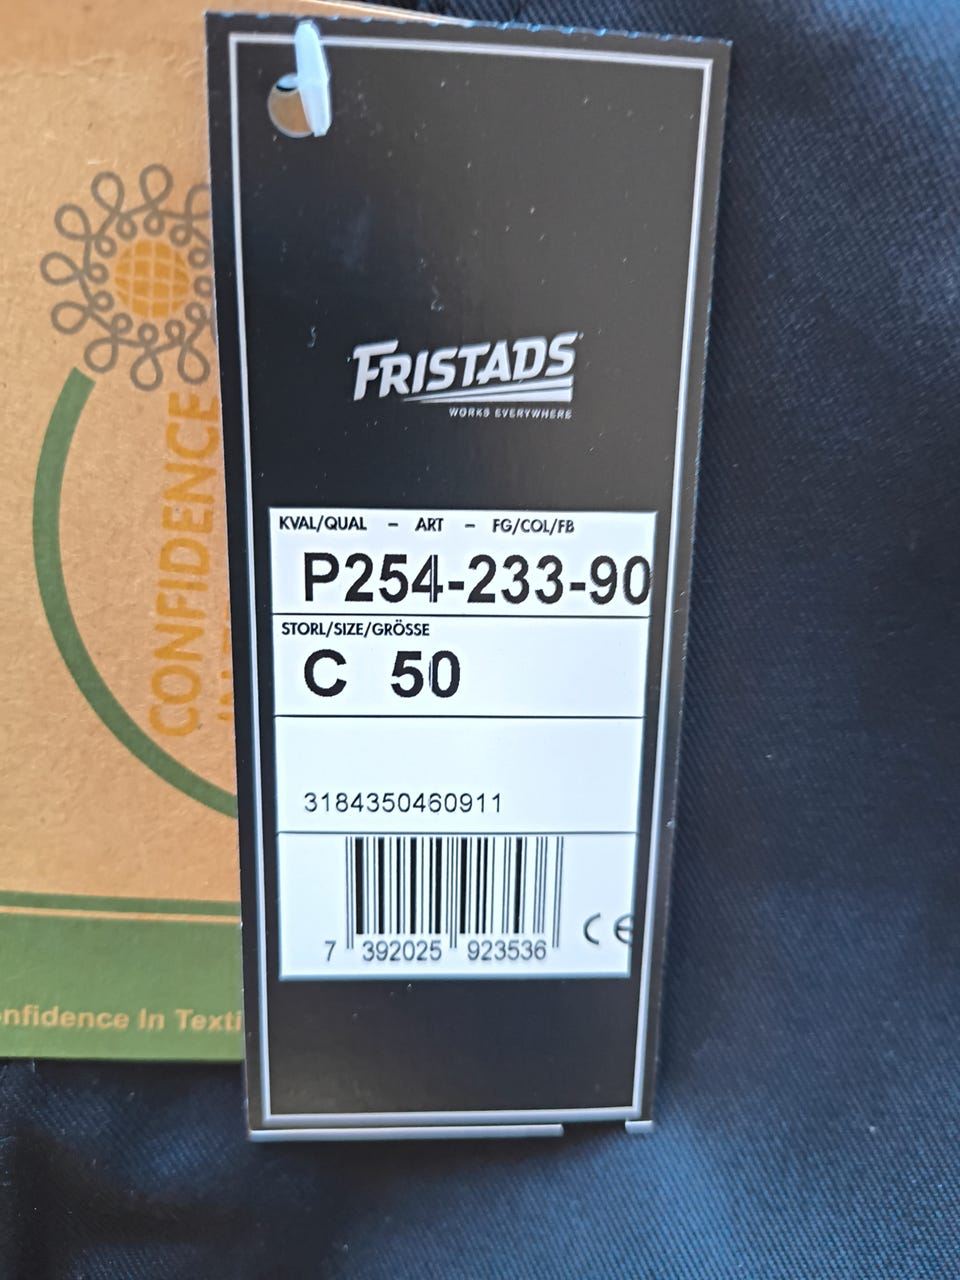 FRISTADS
WORKS EVERYWHERE
KVAL/QUAL - ART - FG/COL/FB
P254-233-90
STORL/SIZE/GRÖSSE
C 50
3184350460911
7 392025 923536
CE
CONFIDENCE
nfidence In Texti